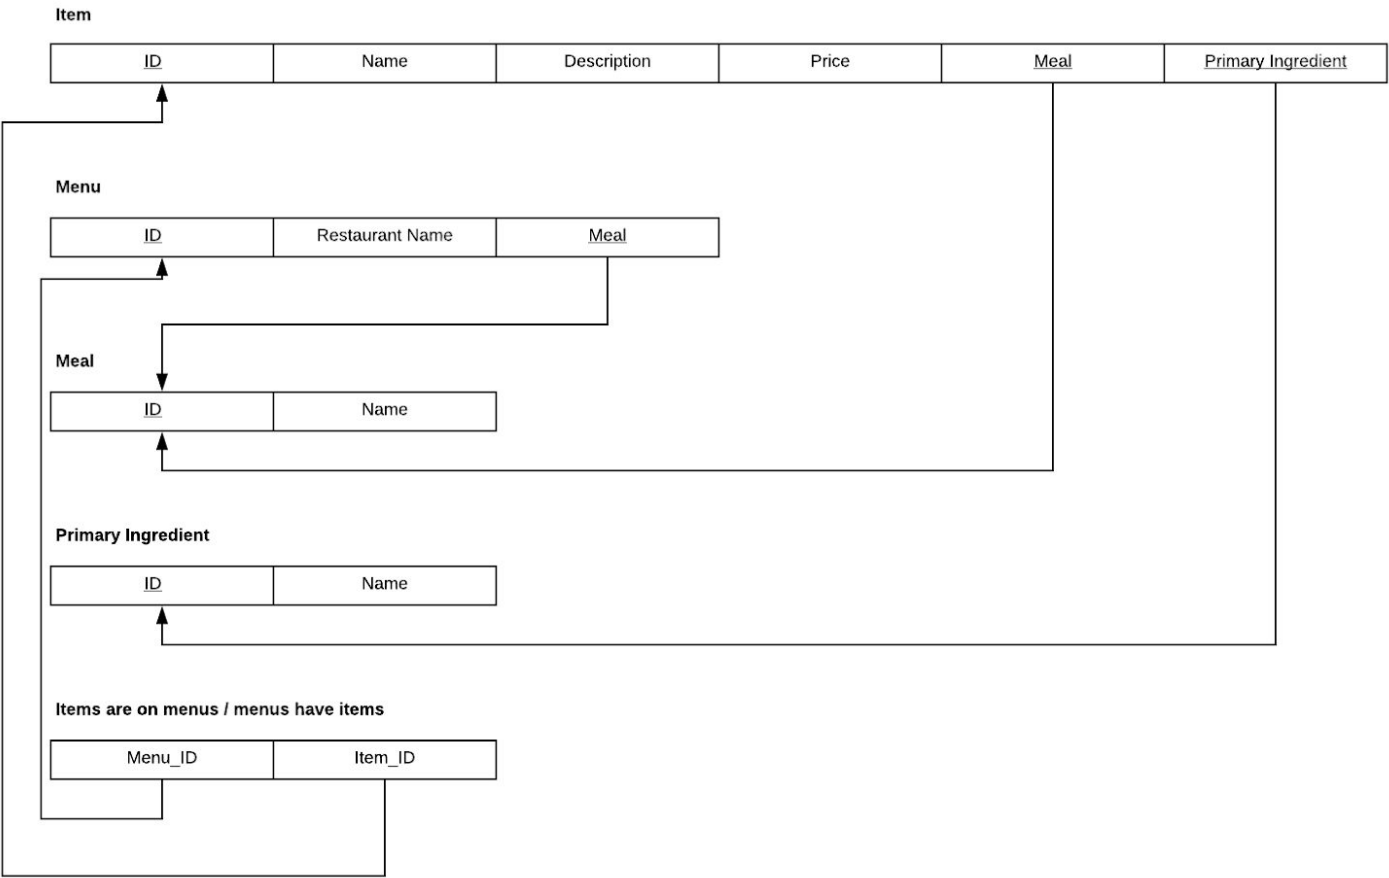 Item
ID Name Description Price Meal Primary Ingredient
Menu
ID Restaurant Name Meal
Meal
ID Name
Primary Ingredient
ID Name
Items are on menus / menus have items
Menu_ID Item_ID